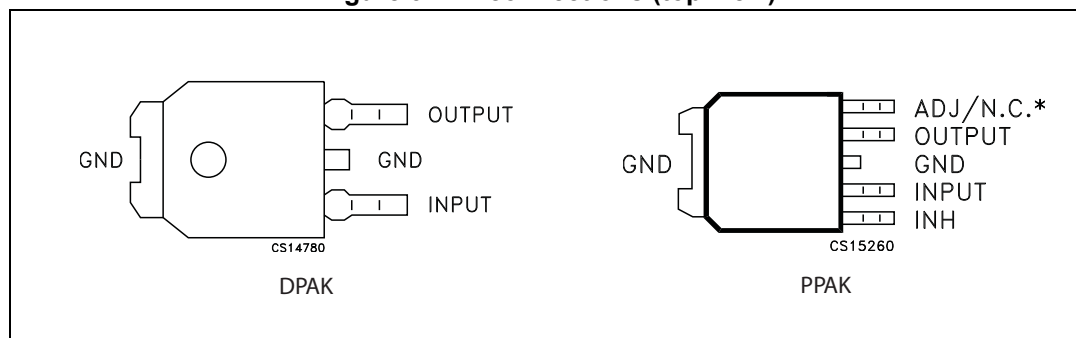 GND
OUTPUT
GND
INPUT
CS14780
DPAK
GND
ADJ/N.C.*
OUTPUT
GND
INPUT
INH
CS15260
PPAK